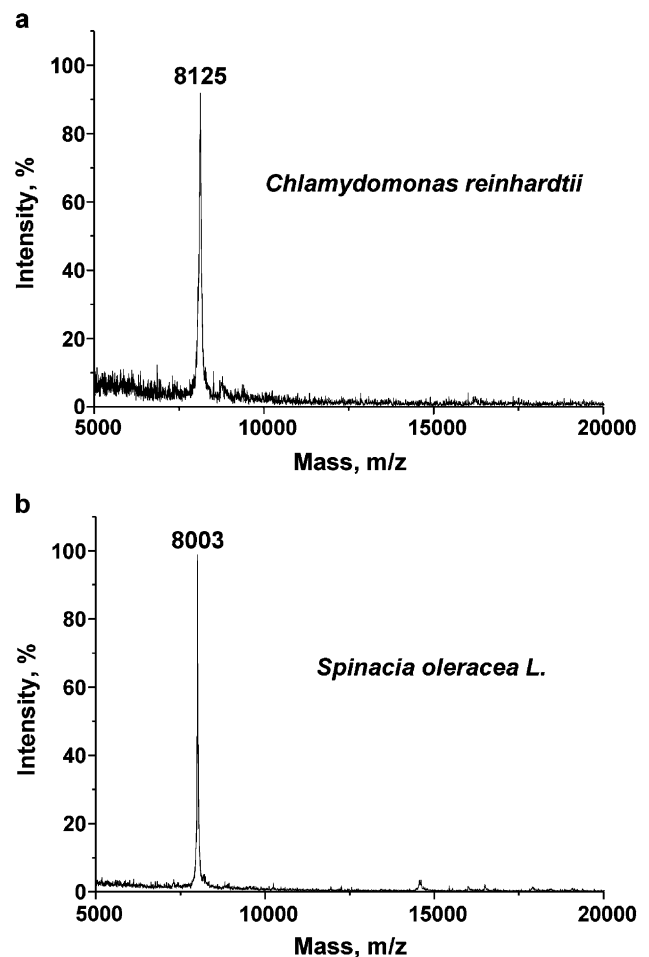 a
100
8125
80
Chlamydomonas reinhardtii
60
Intensity, %
40
20
0
5000 10000 15000 20000
Mass, m/z
b
100
8003
80
Spinacia oleracea L.
60
Intensity, %
40
20
0
5000 10000 15000 20000
Mass, m/z